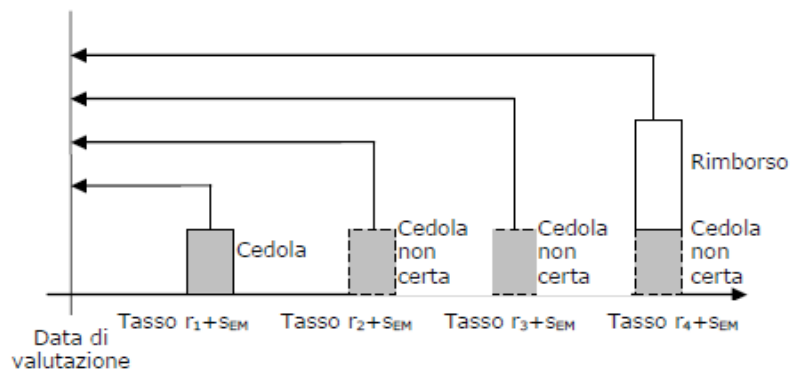 Rimborso
Cedola
Cedola
non
certa
Cedola
non
certa
Cedola
non
certa
Data di
valutazione
Tasso r₁+sEM
Tasso r₂+sEM
Tasso r₃+sEM
Tasso r₄+sEM